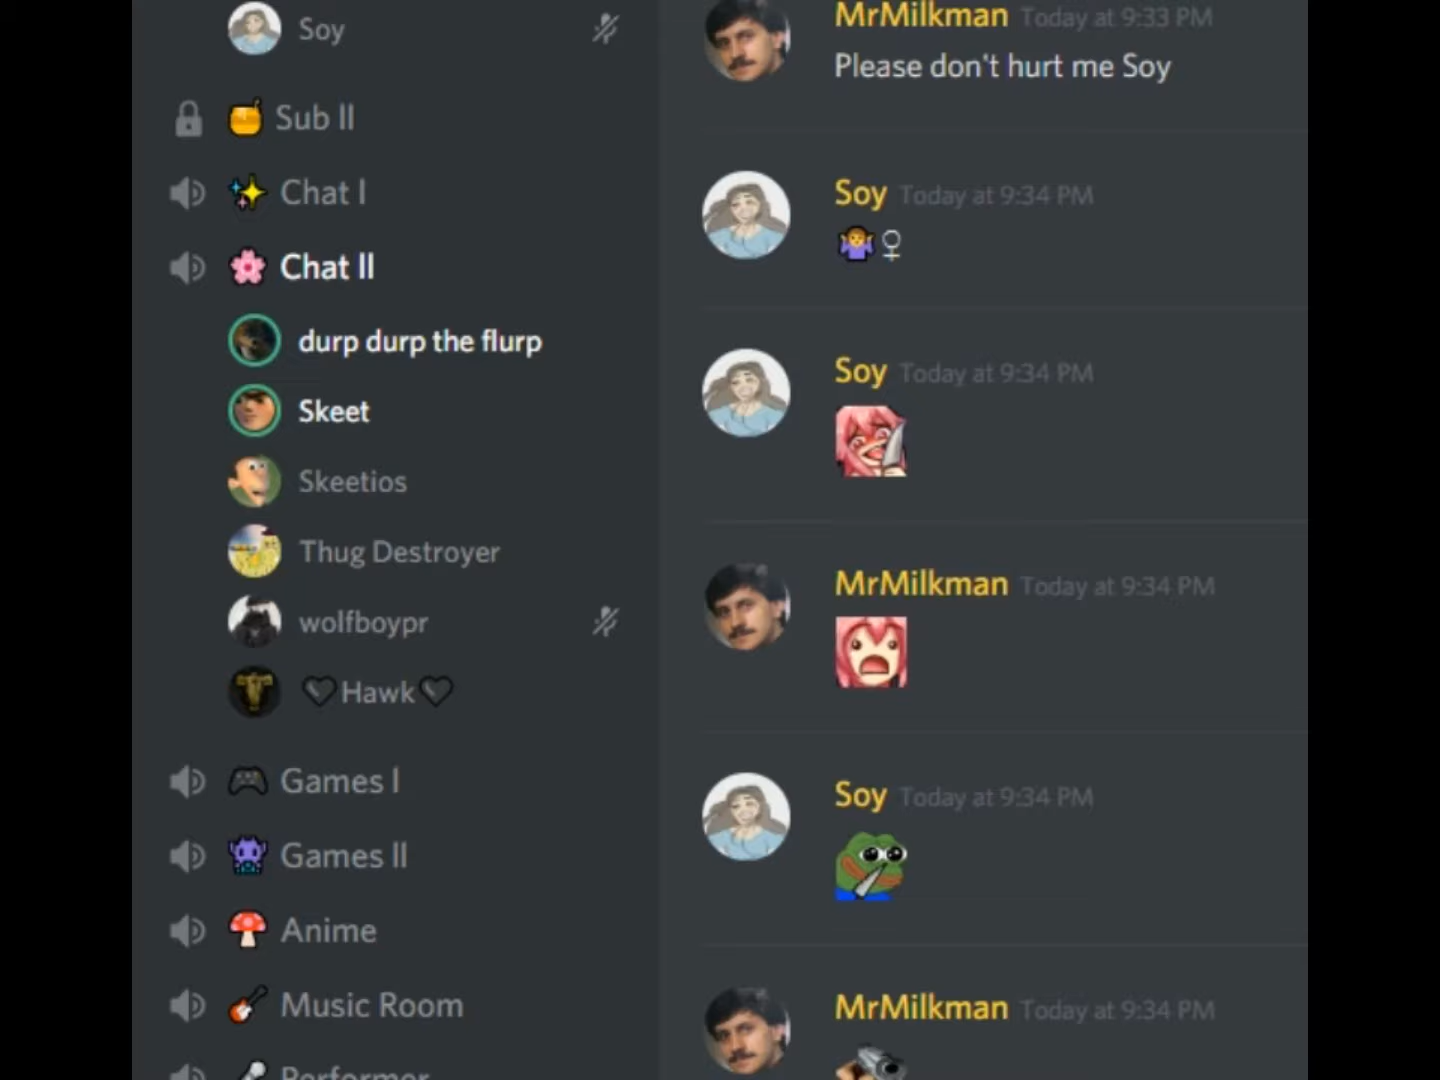 Soy
Sub II
Chat I
Chat II
durp durp the flurp
Skeet
Skeetios
Thug Destroyer
wolfboypr
♡Hawk♡
Games I
Games II
Anime
Music Room
Performer
MrMilkman Today at 9:33 PM
Please don't hurt me Soy
Soy Today at 9:34 PM
🤷♀
Soy Today at 9:34 PM
MrMilkman Today at 9:34 PM
Soy Today at 9:34 PM
MrMilkman Today at 9:34 PM